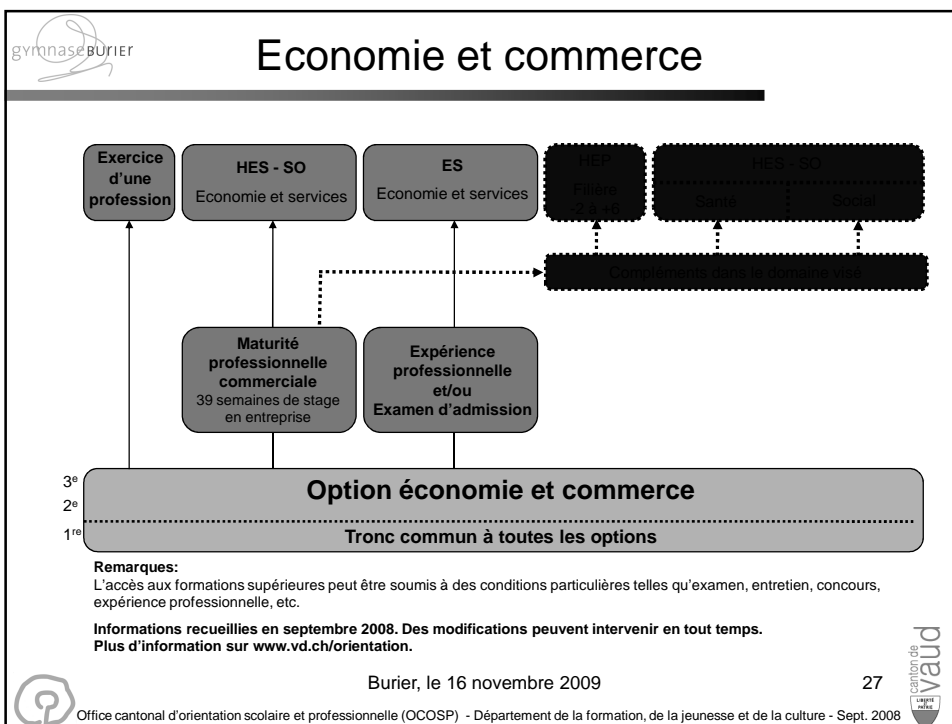 gymnaseBURIER
Economie et commerce
Exercice
d'une
profession
HES - SO
Economie et services
ES
Economie et services
HEP
Filière
-2 à +6
HES - SO
Santé
Social
Compléments dans le domaine visé
Maturité
professionnelle
commerciale
39 semaines de stage
en entreprise
Expérience
professionnelle
et/ou
Examen d'admission
3e
2e
1re
Option économie et commerce
Tronc commun à toutes les options
Remarques:
L'accès aux formations supérieures peut être soumis à des conditions particulières telles qu'examen, entretien, concours,
expérience professionnelle, etc.
Informations recueillies en septembre 2008. Des modifications peuvent intervenir en tout temps.
Plus d'information sur www.vd.ch/orientation.
Burier, le 16 novembre 2009
27
canton de
vaud
LIBERTÉ
ET
PATRIE
Office cantonal d'orientation scolaire et professionnelle (OCOSP) - Département de la formation, de la jeunesse et de la culture - Sept. 2008